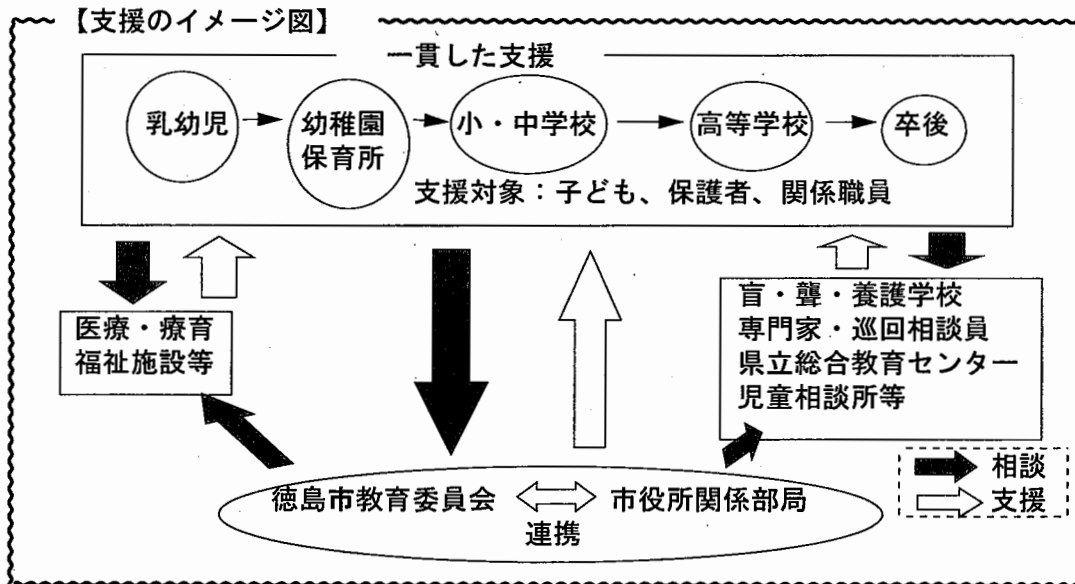 【支援のイメージ図】
一貫した支援
乳幼児
幼稚園
保育所
小・中学校
高等学校
卒後
支援対象：子ども、保護者、関係職員
医療・療育
福祉施設等
盲・聾・養護学校
専門家・巡回相談員
県立総合教育センター
児童相談所等
相談
支援
徳島市教育委員会
市役所関係部局
連携